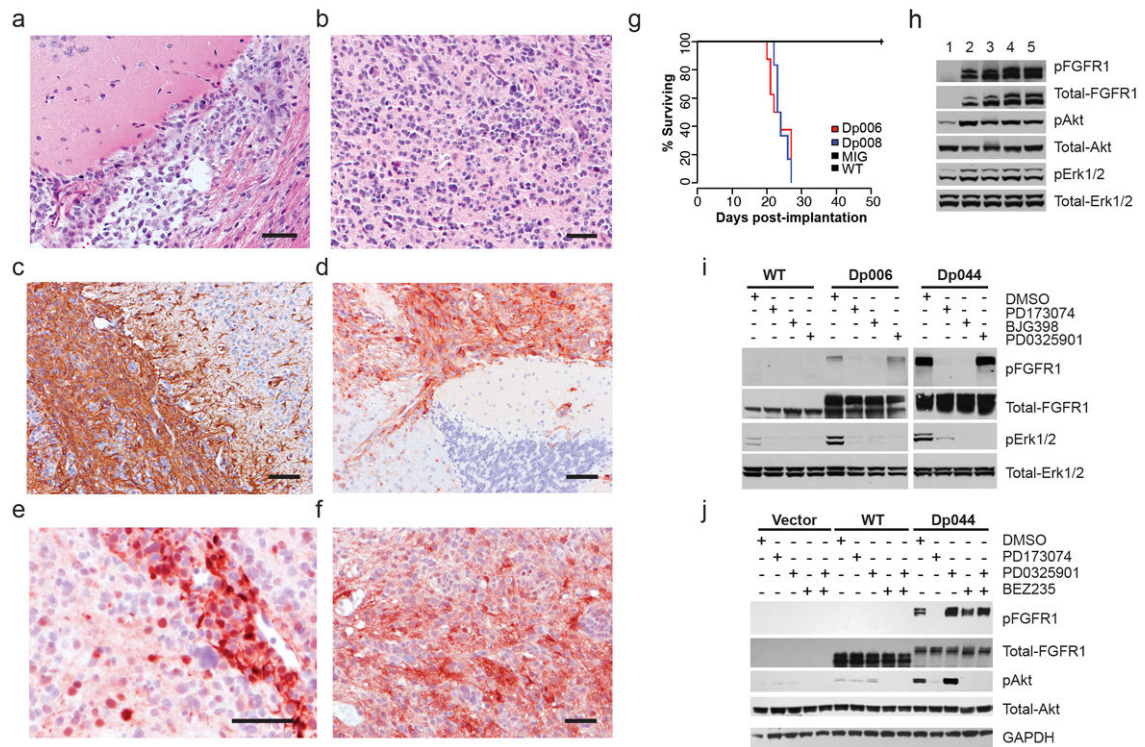 a
b
c
d
e
f
g
% Surviving
100
80
60
40
20
0
Dp006
Dp008
MIG
WT
0 10 20 30 40 50
Days post-implantation
h
1 2 3 4 5
pFGFR1
Total-FGFR1
pAkt
Total-Akt
pErk1/2
Total-Erk1/2
i
WT Dp006 Dp044
+ - - - + - - - + - - - DMSO
- + - - - + - - - + - - PD173074
- - + - - - + - - - + - BJG398
- - - + - - - + - - - + PD0325901
pFGFR1
Total-FGFR1
pErk1/2
Total-Erk1/2
j
Vector WT Dp044
+ - - - - + - - - - + - - - - DMSO
- + - - - - + - - - - + - - - PD173074
- - + - + - - + - + - - + - + PD0325901
- - - + + - - - + + - - - + + BEZ235
pFGFR1
Total-FGFR1
pAkt
Total-Akt
GAPDH